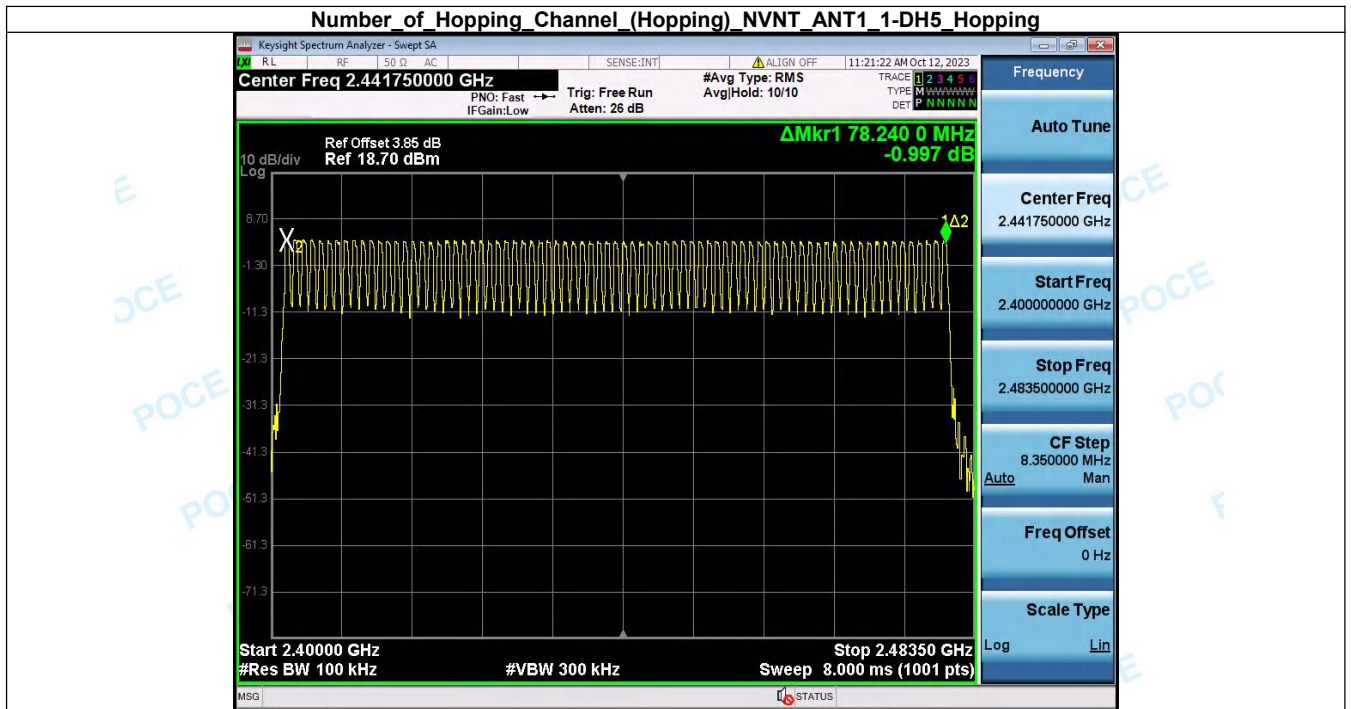 Number_of_Hopping_Channel_(Hopping)_NVNT_ANT1_1-DH5_Hopping
Keysight Spectrum Analyzer - Swept SA
LXI RL RF 50 Ω AC SENSE:INT ALIGN OFF 11:21:22 AM Oct 12, 2023
Center Freq 2.441750000 GHz
PNO: Fast
IFGain:Low
Trig: Free Run
Atten: 26 dB
#Avg Type: RMS
Avg|Hold: 10/10
TRACE 1 2 3 4 5 6
TYPE M WWWWW
DET P N N N N N
Frequency
ΔMkr1 78.240 0 MHz
-0.997 dB
10 dB/div
Log
Ref Offset 3.85 dB
Ref 18.70 dBm
8.70
-1.30
-11.3
-21.3
-31.3
-41.3
-51.3
-61.3
-71.3
X2
1Δ2
Start 2.40000 GHz
#Res BW 100 kHz
#VBW 300 kHz
Stop 2.48350 GHz
Sweep 8.000 ms (1001 pts)
Auto Tune
Center Freq
2.441750000 GHz
Start Freq
2.400000000 GHz
Stop Freq
2.483500000 GHz
CF Step
8.350000 MHz
Auto Man
Freq Offset
0 Hz
Scale Type
Log Lin
MSG STATUS
POCE
POCE
POCE